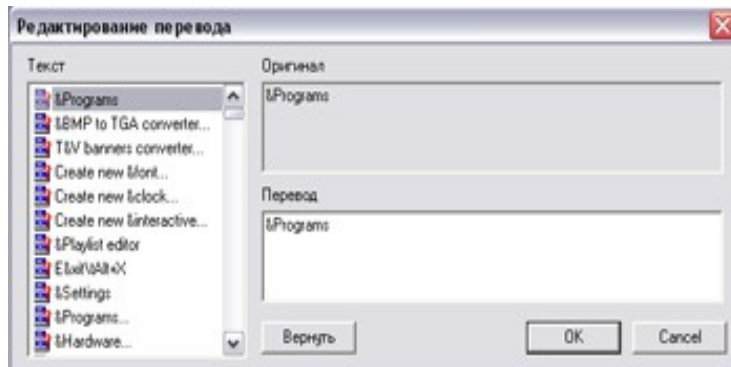 Редактирование перевода
Текст
&Programs
&BMP to TGA converter...
T&V banners converter...
Create new &font...
Create new &clock...
Create new &interactive...
&Playlist editor
E&xit\tAlt+X
&Settings
&Programs...
&Hardware...
Оригинал
&Programs
Перевод
&Programs
Вернуть
OK
Cancel